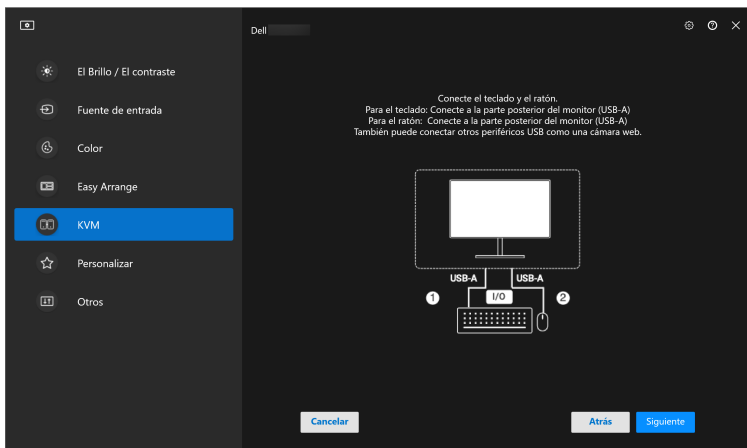 Dell
El Brillo / El contraste
Fuente de entrada
Color
Easy Arrange
KVM
Personalizar
Otros
Conecte el teclado y el ratón.
Para el teclado: Conecte a la parte posterior del monitor (USB-A)
Para el ratón: Conecte a la parte posterior del monitor (USB-A)
También puede conectar otros periféricos USB como una cámara web.
USB-A USB-A
1 I/O 2
Cancelar Atrás Siguiente